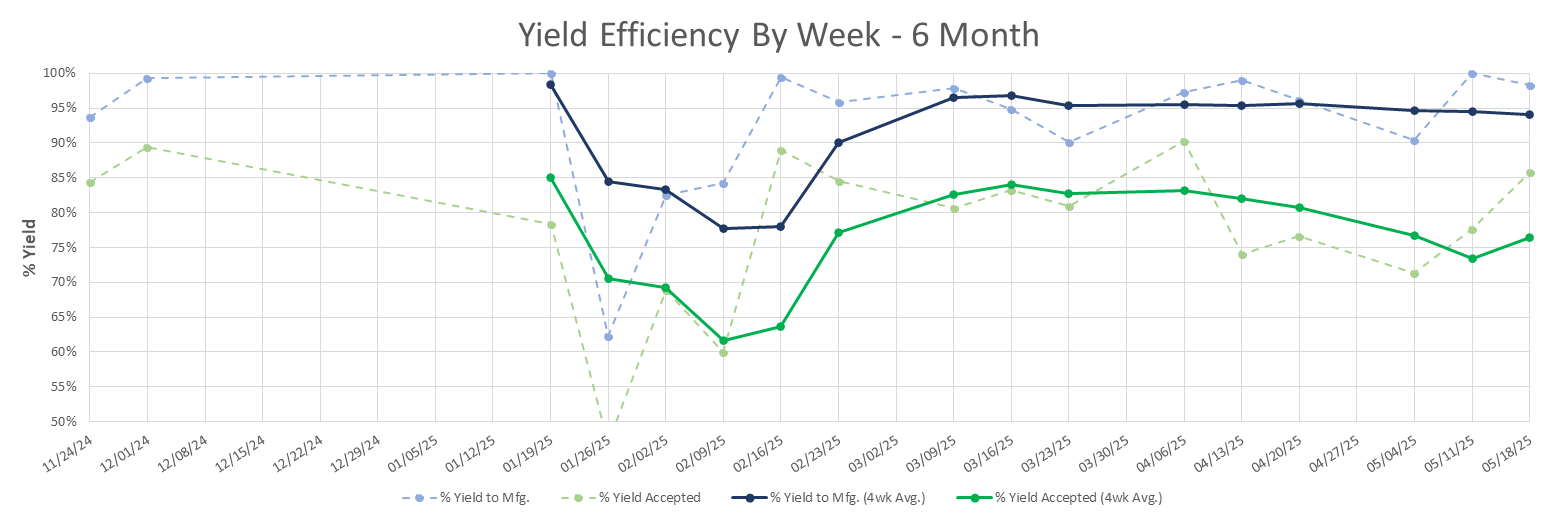 Yield Efficiency By Week - 6 Month
% Yield
100%
95%
90%
85%
80%
75%
70%
65%
60%
55%
50%
11/24/24 12/01/24 12/08/24 12/15/24 12/22/24 12/29/24 01/05/25 01/12/25 01/19/25 01/26/25 02/02/25 02/09/25 02/16/25 02/23/25 03/02/25 03/09/25 03/16/25 03/23/25 03/30/25 04/06/25 04/13/25 04/20/25 04/27/25 05/04/25 05/11/25 05/18/25
% Yield to Mfg. % Yield Accepted % Yield to Mfg. (4wk Avg.) % Yield Accepted (4wk Avg.)